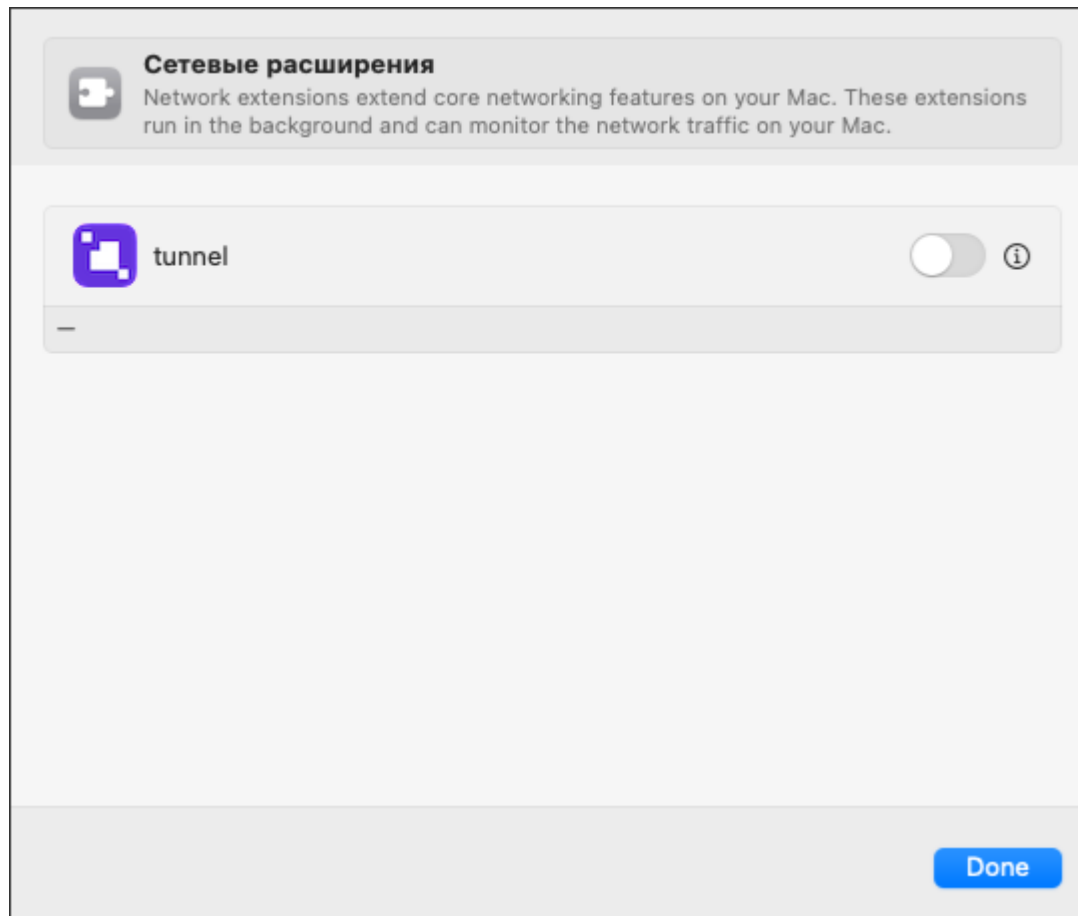 Сетевые расширения
Network extensions extend core networking features on your Mac. These extensions
run in the background and can monitor the network traffic on your Mac.
tunnel
Done